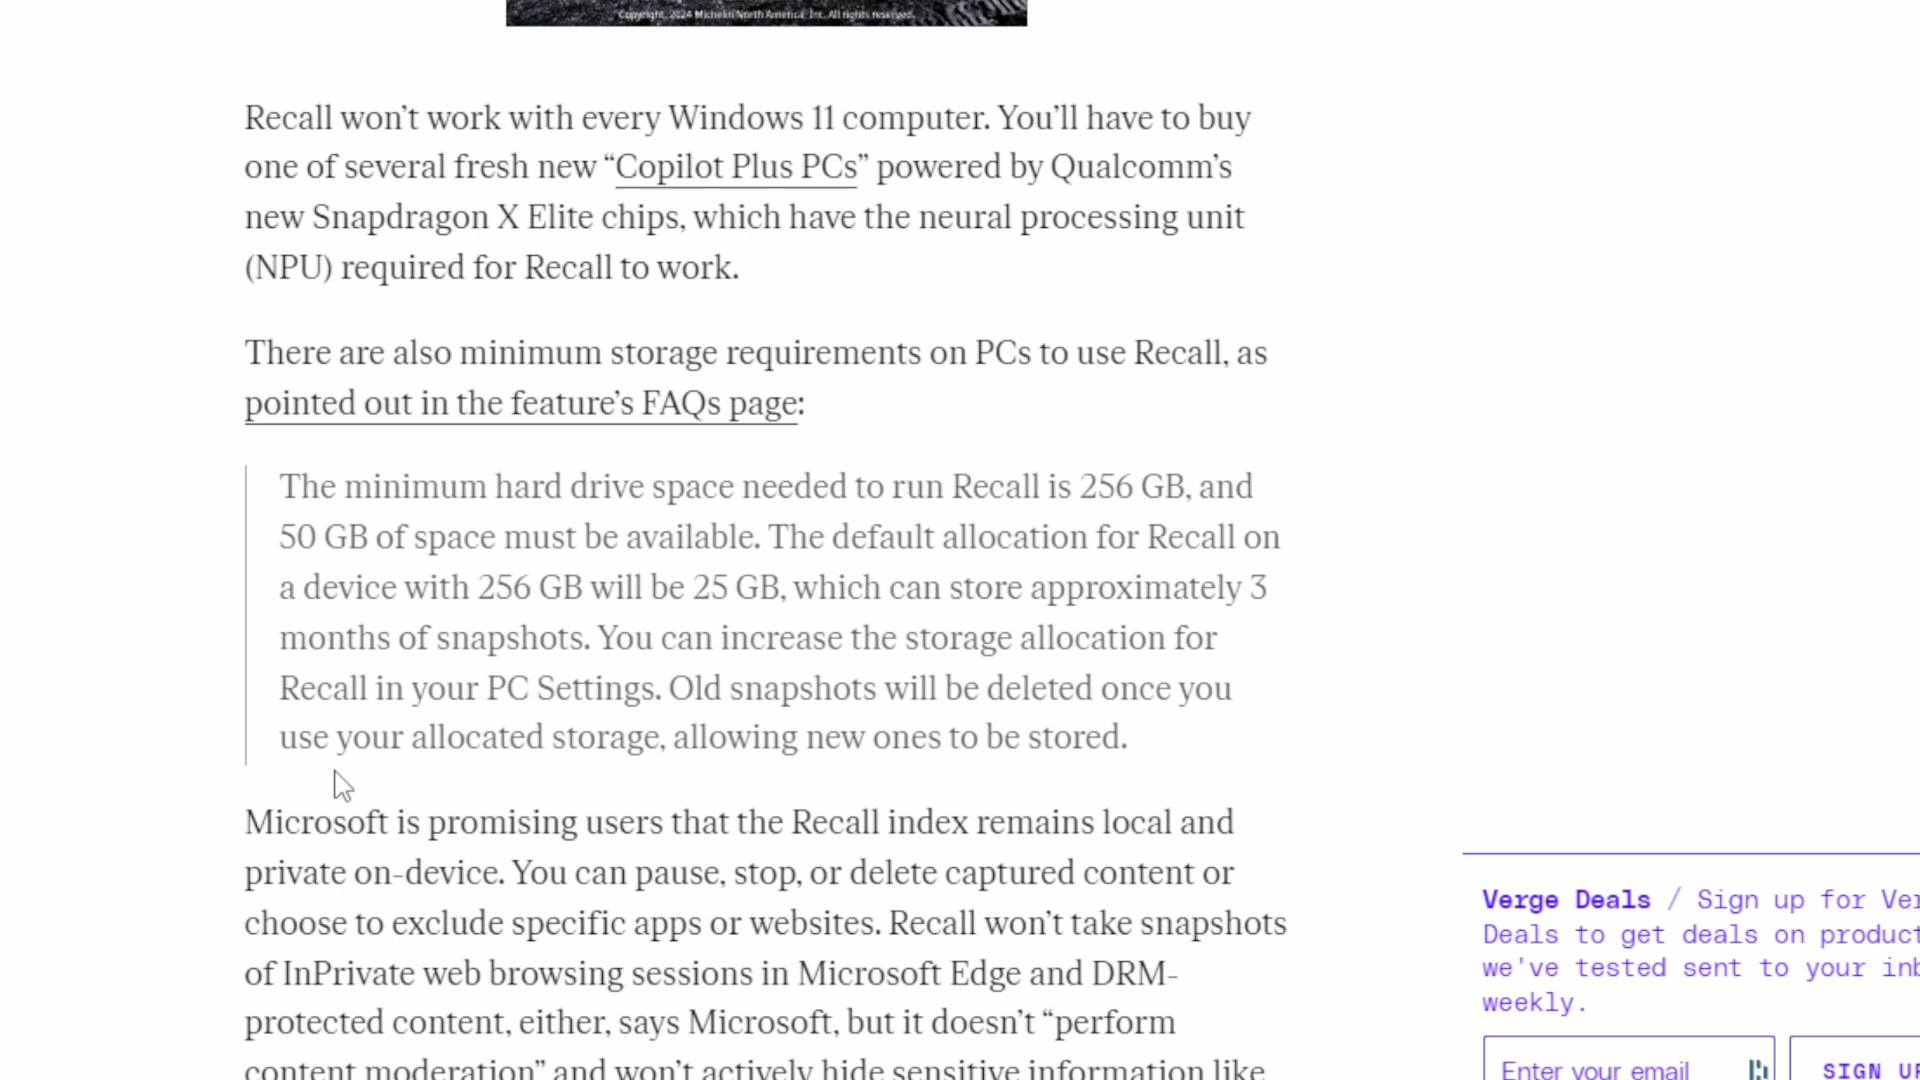 Copyright, 2024 Michelin North America, Inc. All rights reserved.
Recall won’t work with every Windows 11 computer. You’ll have to buy
one of several fresh new “Copilot Plus PCs” powered by Qualcomm’s
new Snapdragon X Elite chips, which have the neural processing unit
(NPU) required for Recall to work.
There are also minimum storage requirements on PCs to use Recall, as
pointed out in the feature’s FAQs page:
The minimum hard drive space needed to run Recall is 256 GB, and
50 GB of space must be available. The default allocation for Recall on
a device with 256 GB will be 25 GB, which can store approximately 3
months of snapshots. You can increase the storage allocation for
Recall in your PC Settings. Old snapshots will be deleted once you
use your allocated storage, allowing new ones to be stored.
Microsoft is promising users that the Recall index remains local and
private on-device. You can pause, stop, or delete captured content or
choose to exclude specific apps or websites. Recall won’t take snapshots
of InPrivate web browsing sessions in Microsoft Edge and DRM-
protected content, either, says Microsoft, but it doesn’t “perform
content moderation” and won’t actively hide sensitive information like
Verge Deals / Sign up for Ver
Deals to get deals on product
we've tested sent to your inb
weekly.
Enter your email
SIGN UP